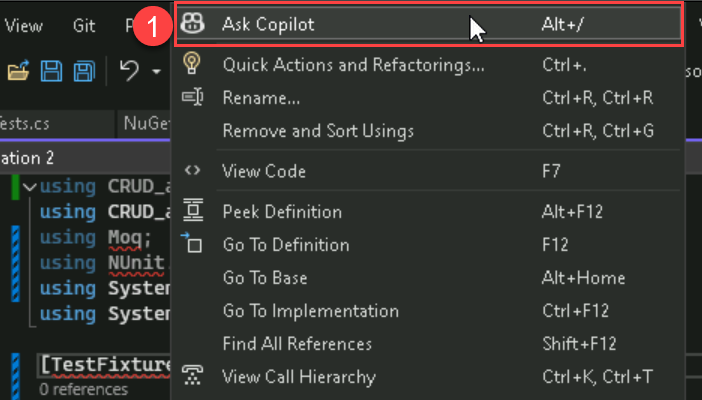 View Git
1
Ask Copilot Alt+/
Quick Actions and Refactorings... Ctrl+.
Rename... Ctrl+R, Ctrl+R
ests.cs NuGe
Remove and Sort Usings Ctrl+R, Ctrl+G
ation 2
View Code F7
using CRUD_a
using CRUD_a
Peek Definition Alt+F12
using Moq;
Go To Definition F12
using NUnit.
Go To Base Alt+Home
using System
Go To Implementation Ctrl+F12
using System
Find All References Shift+F12
[TestFixture
View Call Hierarchy Ctrl+K, Ctrl+T
0 references